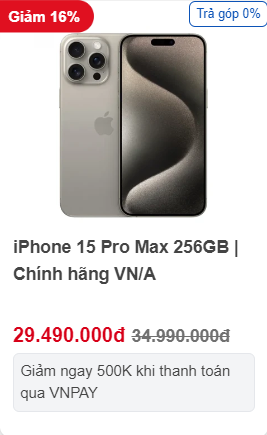 Giảm 16%
Trả góp 0%
iPhone 15 Pro Max 256GB |
Chính hãng VN/A
29.490.000đ 34.990.000đ
Giảm ngay 500K khi thanh toán
qua VNPAY